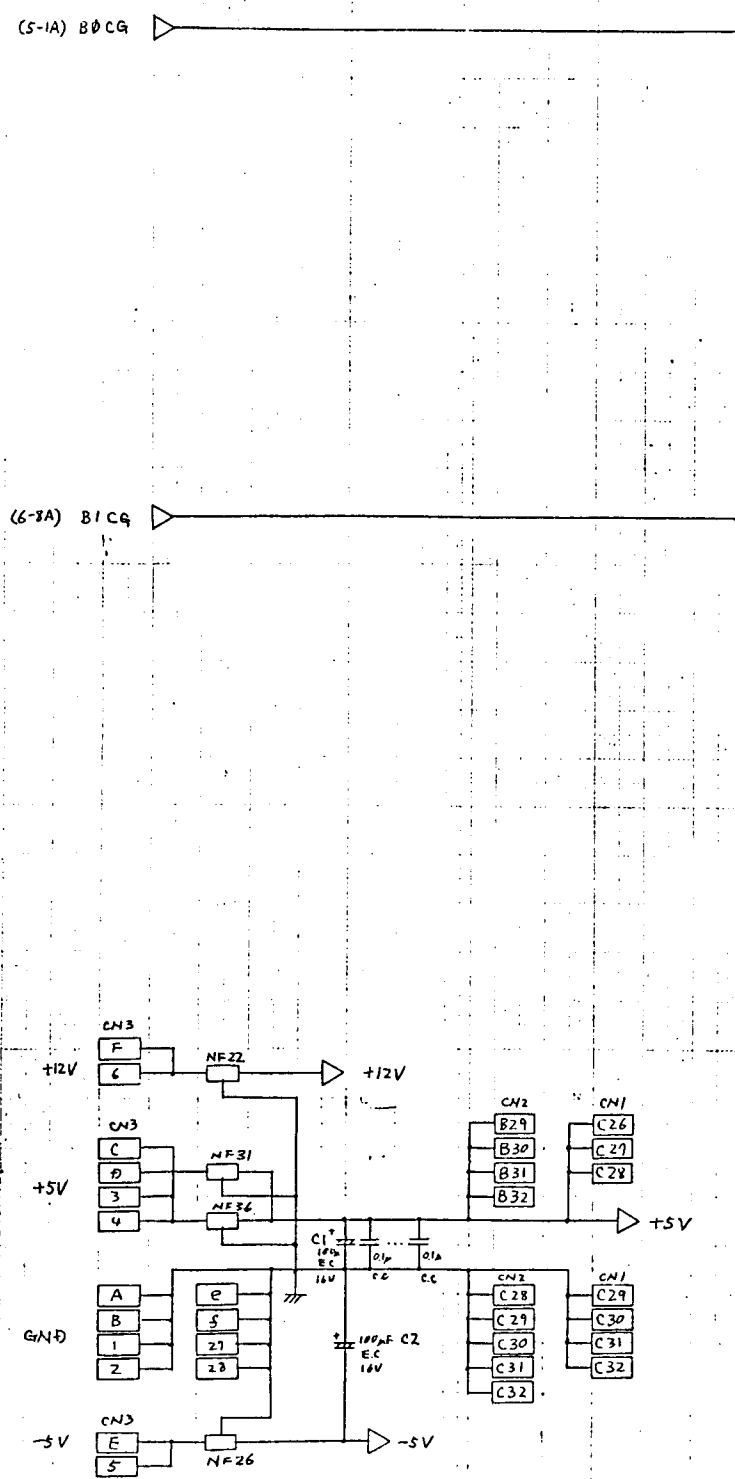 (5-1A) BØCG
(6-8A) B1CG
CN3
F
+12V 6 NF22 +12V
CN3
C
D NF31
+5V
3
4 NF36
CN2
B29
B30
B31
B32
CN1
C26
C27
C28
+5V
C1 +
100μ
E.C
16V
0.1μ
C.C
0.1μ
C.C
GND
A
B
1
2
e
f
27
28
+ 100μF C2
E.C
16V
CN2
C28
C29
C30
C31
C32
CN1
C29
C30
C31
C32
CN3
-5V E
5
NF26
-5V